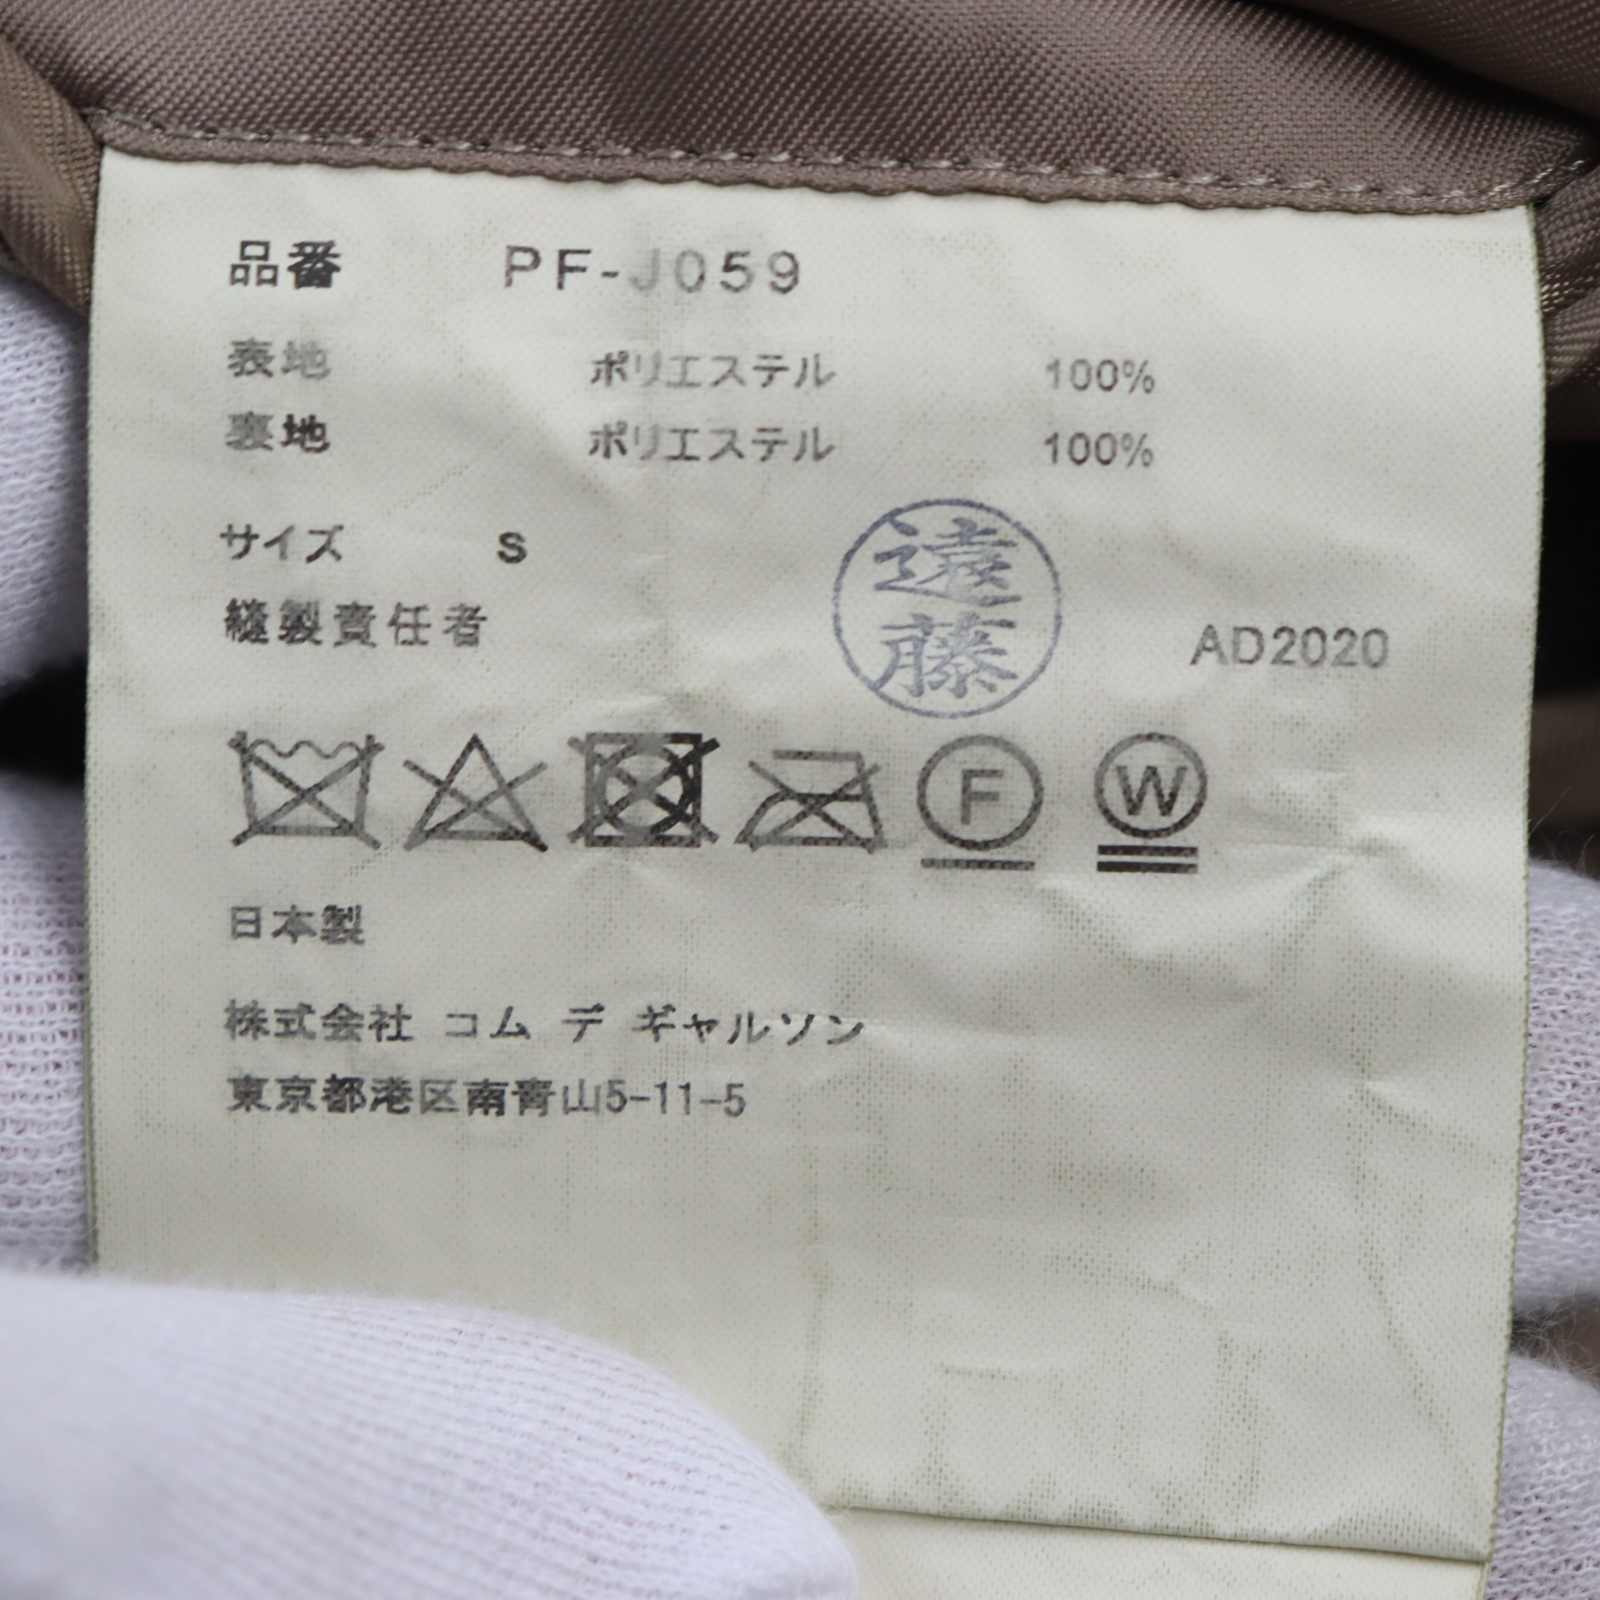 品番 PF-J059
表地 ポリエステル 100%
裏地 ポリエステル 100%
サイズ S
縫製責任者 遠藤 AD2020
F W
日本製
株式会社 コム デ ギャルソン
東京都港区南青山5-11-5